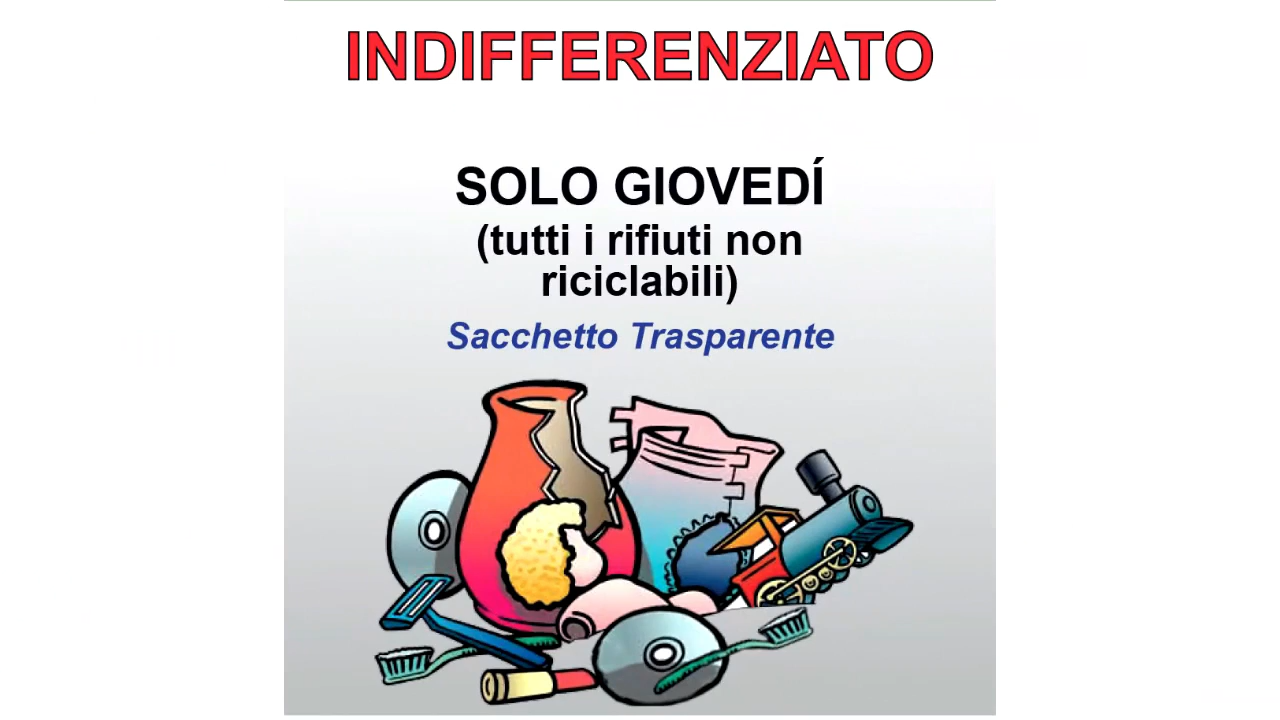 INDIFFERENZIATO
SOLO GIOVEDÍ
(tutti i rifiuti non
riciclabili)
Sacchetto Trasparente